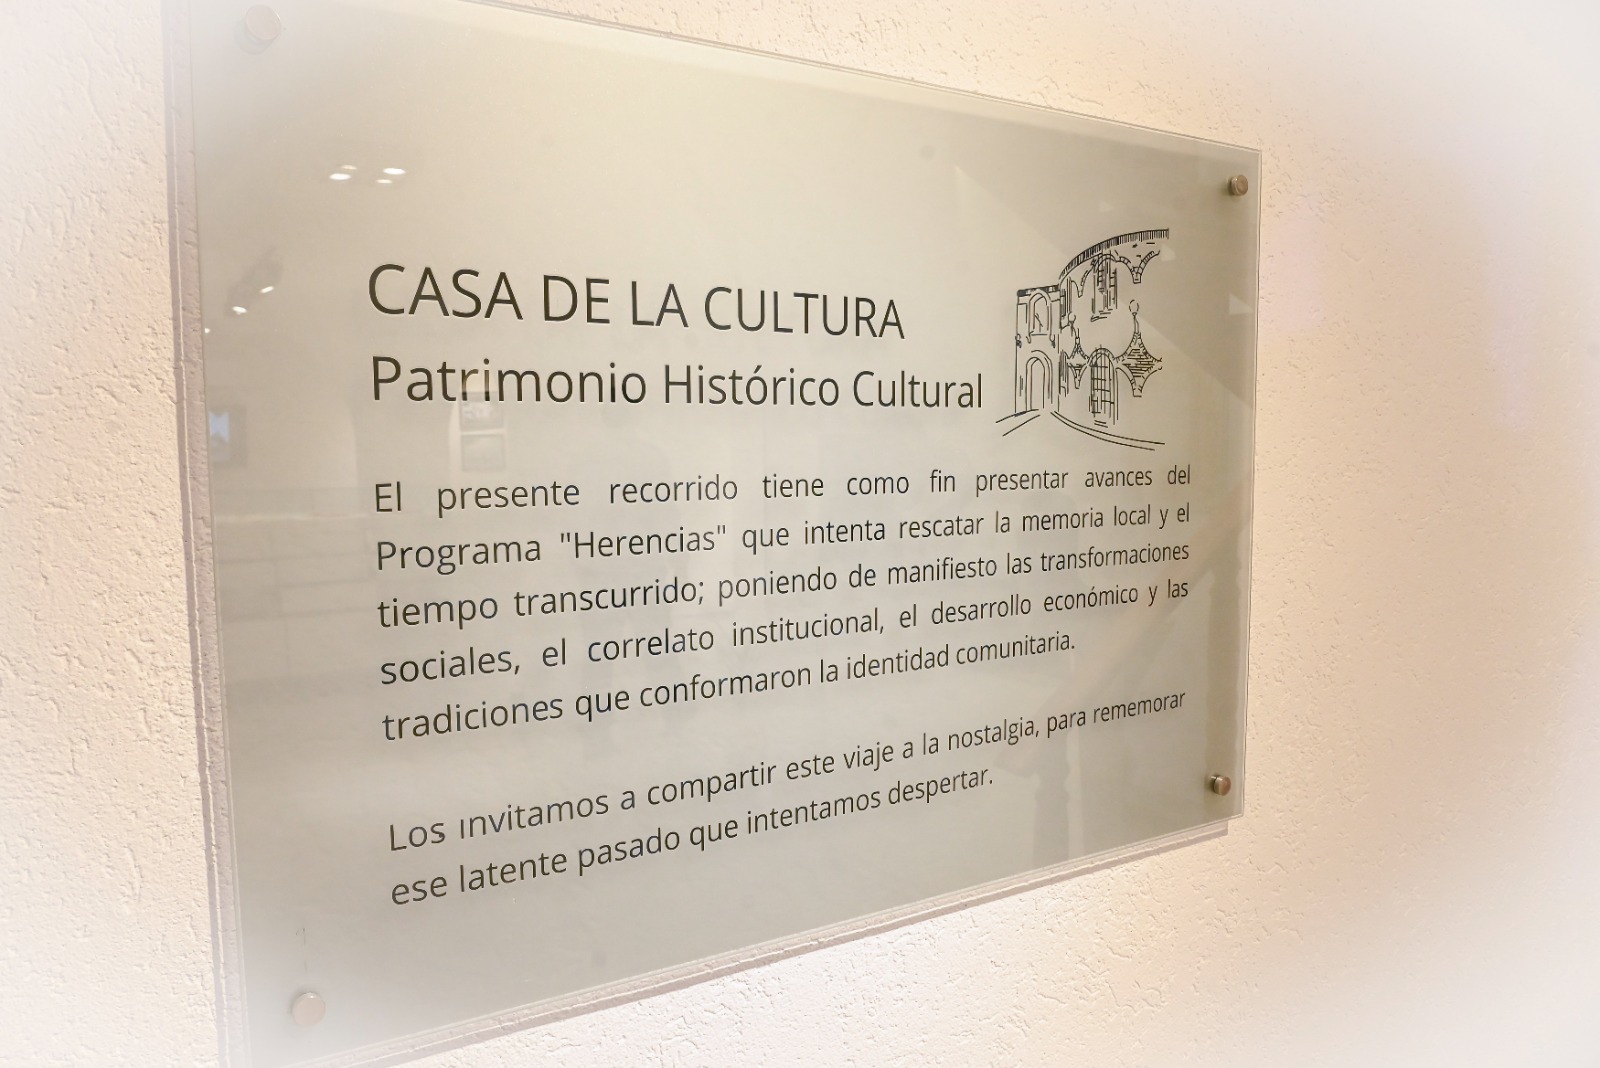 CASA DE LA CULTURA
Patrimonio Histórico Cultural
El presente recorrido tiene como fin presentar avances del
Programa "Herencias" que intenta rescatar la memoria local y el
tiempo transcurrido; poniendo de manifiesto las transformaciones
sociales, el correlato institucional, el desarrollo económico y las
tradiciones que conformaron la identidad comunitaria.
Los invitamos a compartir este viaje a la nostalgia, para rememorar
ese latente pasado que intentamos despertar.